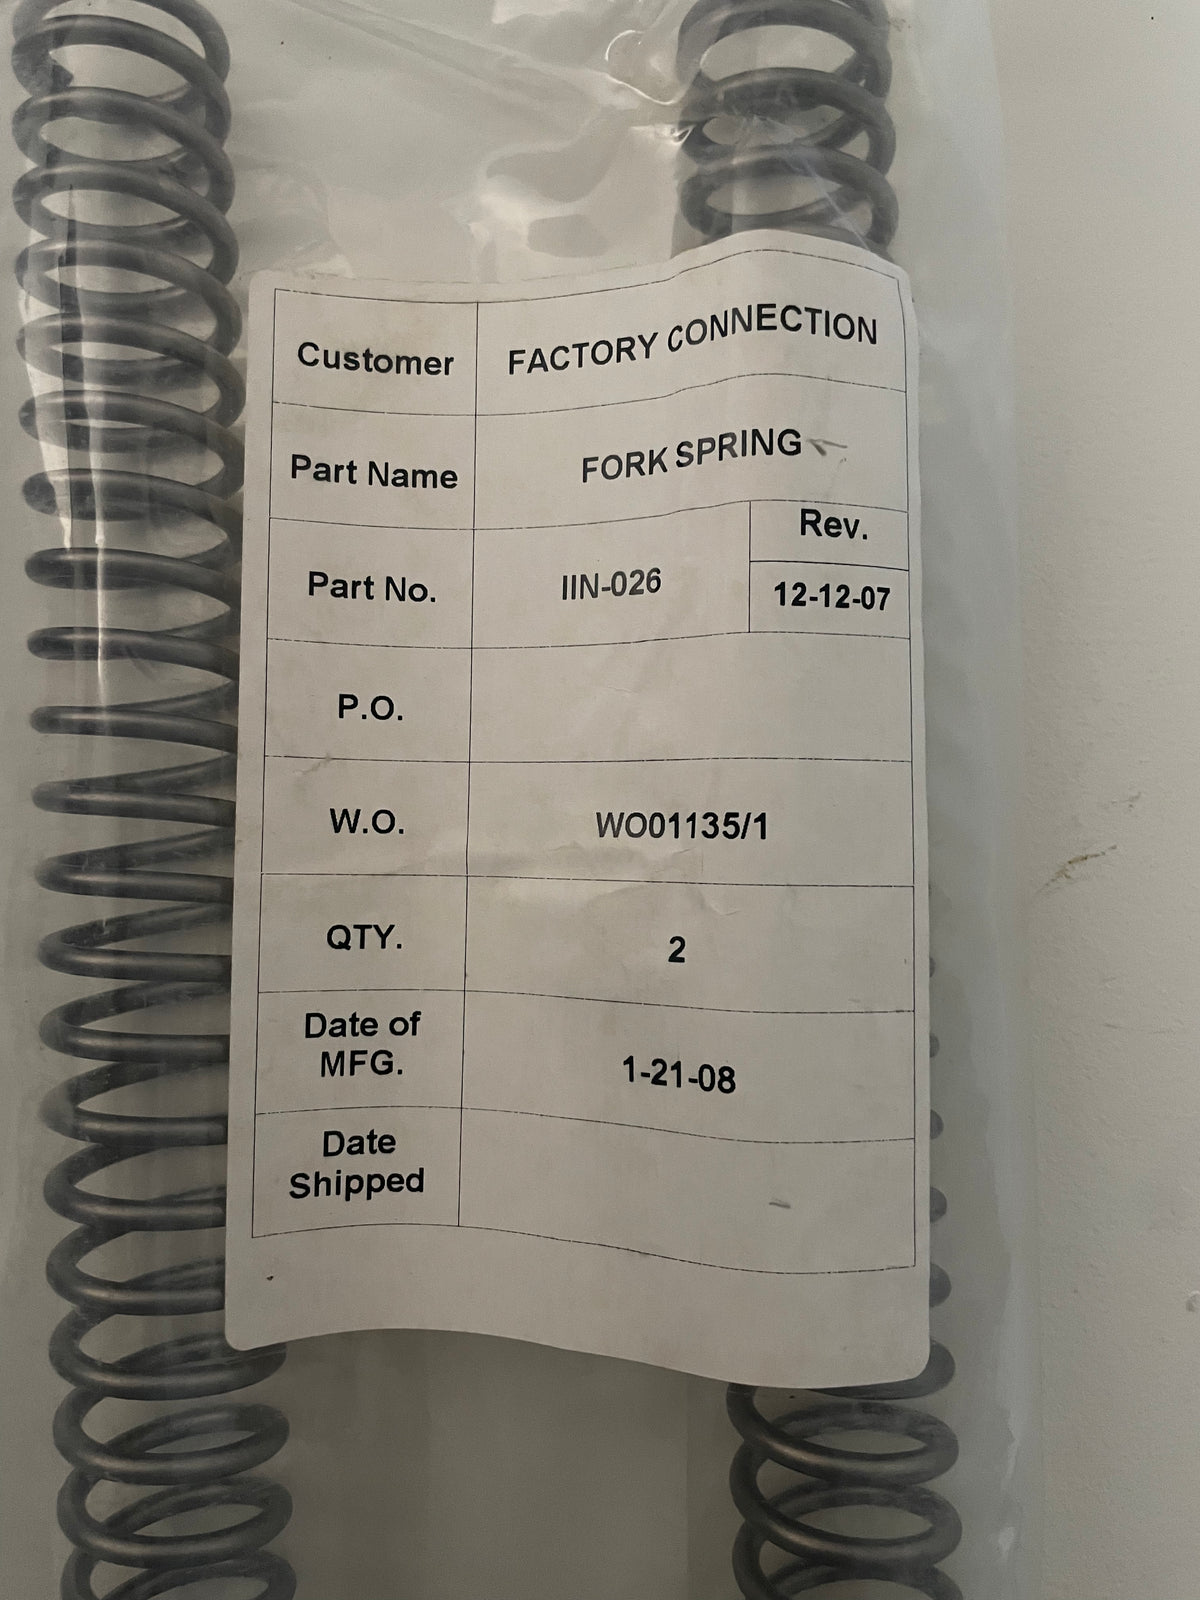 Customer FACTORY CONNECTION
Part Name FORK SPRING
Part No. IIN-026 Rev.
12-12-07
P.O.
W.O. WO01135/1
QTY. 2
Date of
MFG. 1-21-08
Date
Shipped